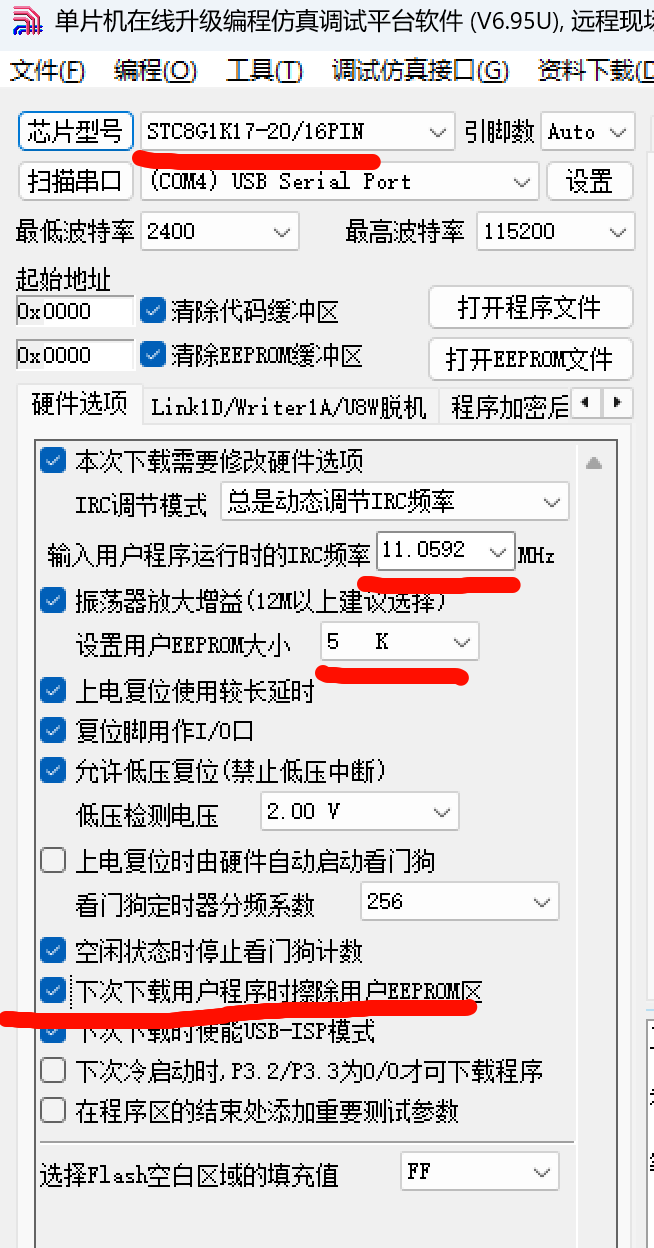 单片机在线升级编程仿真调试平台软件 (V6.95U), 远程现场
文件(F) 编程(O) 工具(T) 调试仿真接口(G) 资料下载(D
芯片型号 STC8G1K17-20/16PIN 引脚数 Auto
扫描串口 (COM4) USB Serial Port 设置
最低波特率 2400 最高波特率 115200
起始地址
0x0000 清除代码缓冲区 打开程序文件
0x0000 清除EEPROM缓冲区 打开EEPROM文件
硬件选项 Link1D/Writer1A/U8W脱机 程序加密后
本次下载需要修改硬件选项
IRC调节模式 总是动态调节IRC频率
输入用户程序运行时的IRC频率 11.0592 MHz
振荡器放大增益(12M以上建议选择)
设置用户EEPROM大小 5 K
上电复位使用较长延时
复位脚用作I/O口
允许低压复位(禁止低压中断)
低压检测电压 2.00 V
上电复位时由硬件自动启动看门狗
看门狗定时器分频系数 256
空闲状态时停止看门狗计数
下次下载用户程序时擦除用户EEPROM区
下次下载时使能USB-ISP模式
下次冷启动时,P3.2/P3.3为0/0才可下载程序
在程序区的结束处添加重要测试参数
选择Flash空白区域的填充值 FF